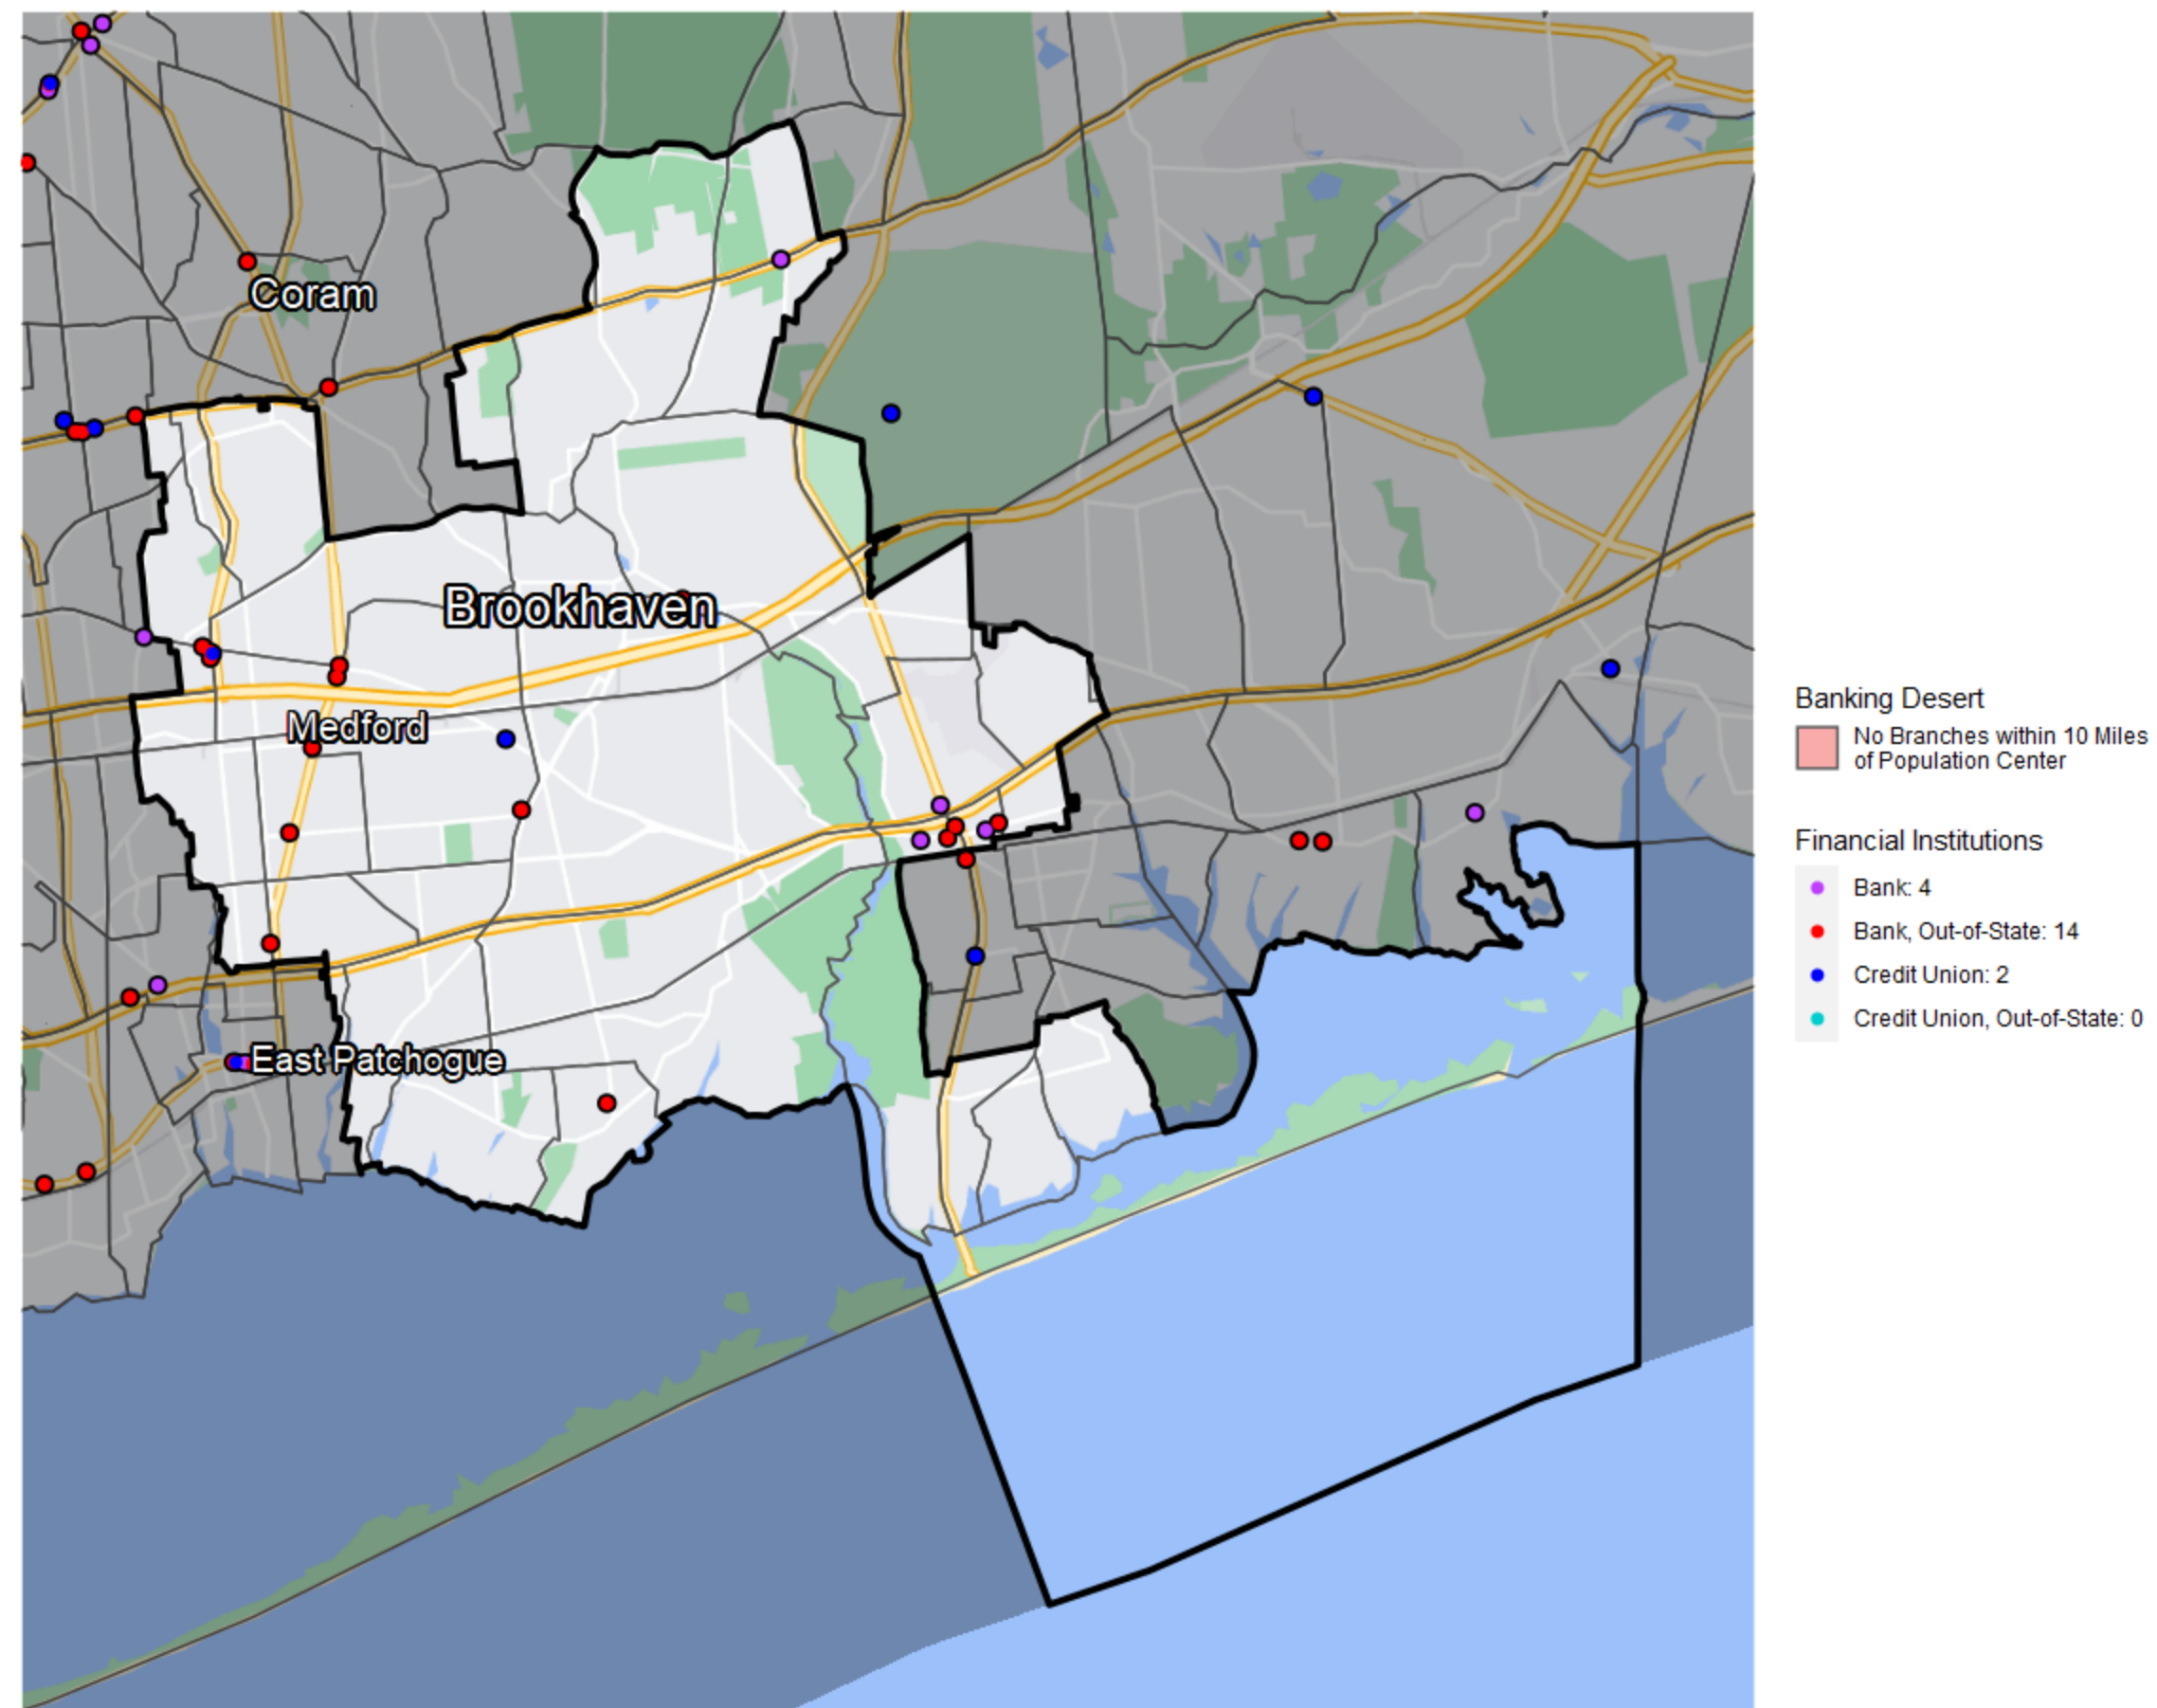 Coram
Brookhaven
Medford
East Patchogue
Banking Desert
No Branches within 10 Miles
of Population Center
Financial Institutions
Bank: 4
Bank, Out-of-State: 14
Credit Union: 2
Credit Union, Out-of-State: 0